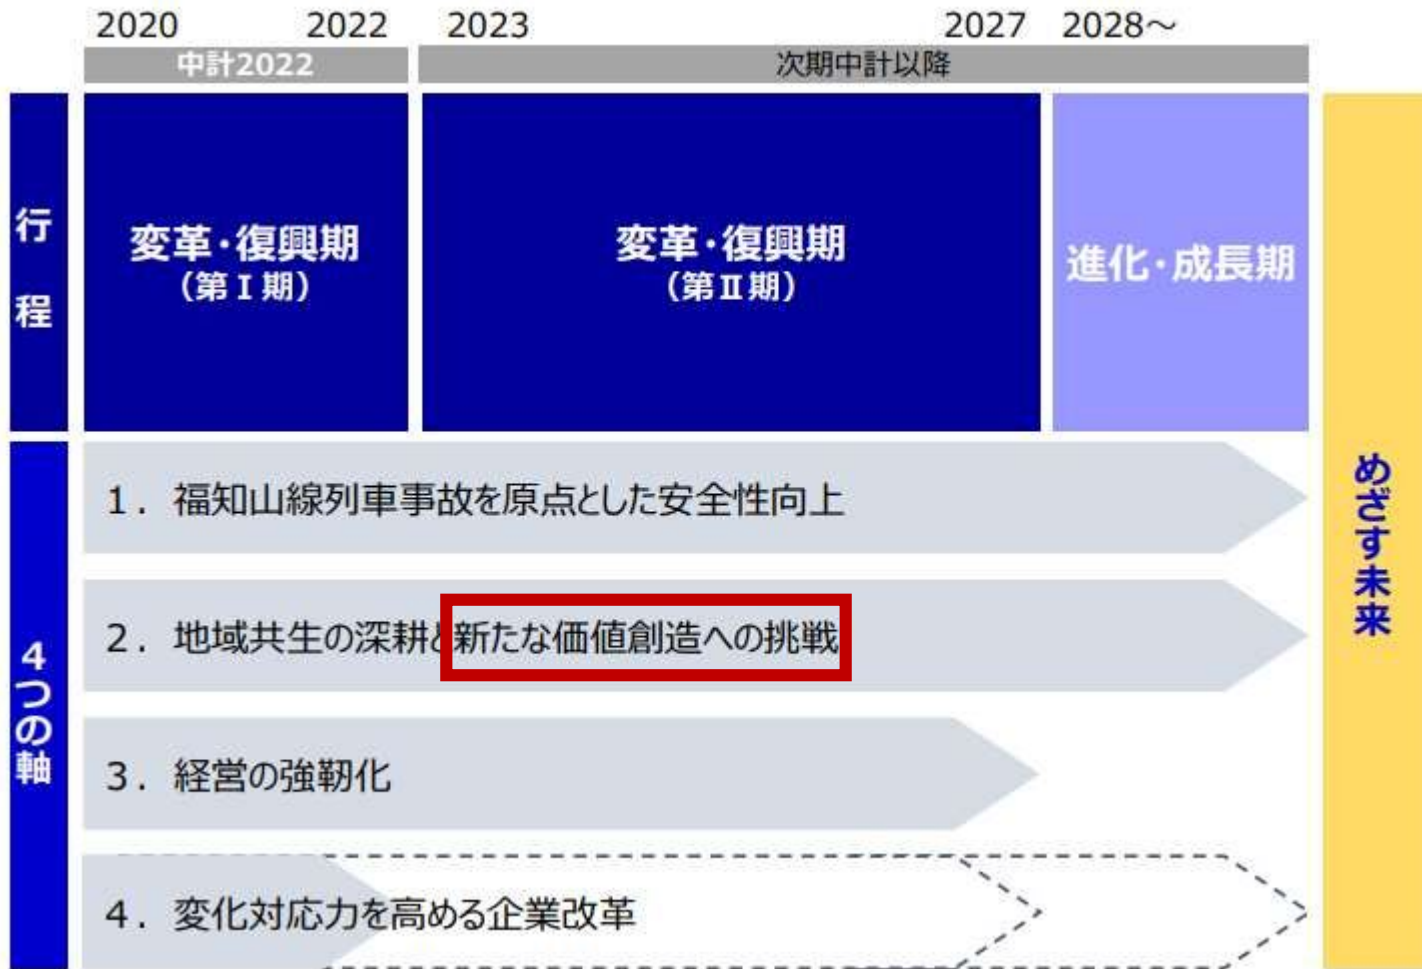 2020 2022 2023 2027 2028～
中計2022 次期中計以降
行程
変革・復興期
（第Ⅰ期）
変革・復興期
（第Ⅱ期）
進化・成長期
4つの軸
1．福知山線列車事故を原点とした安全性向上
2．地域共生の深耕と新たな価値創造への挑戦
3．経営の強靭化
4．変化対応力を高める企業改革
めざす未来